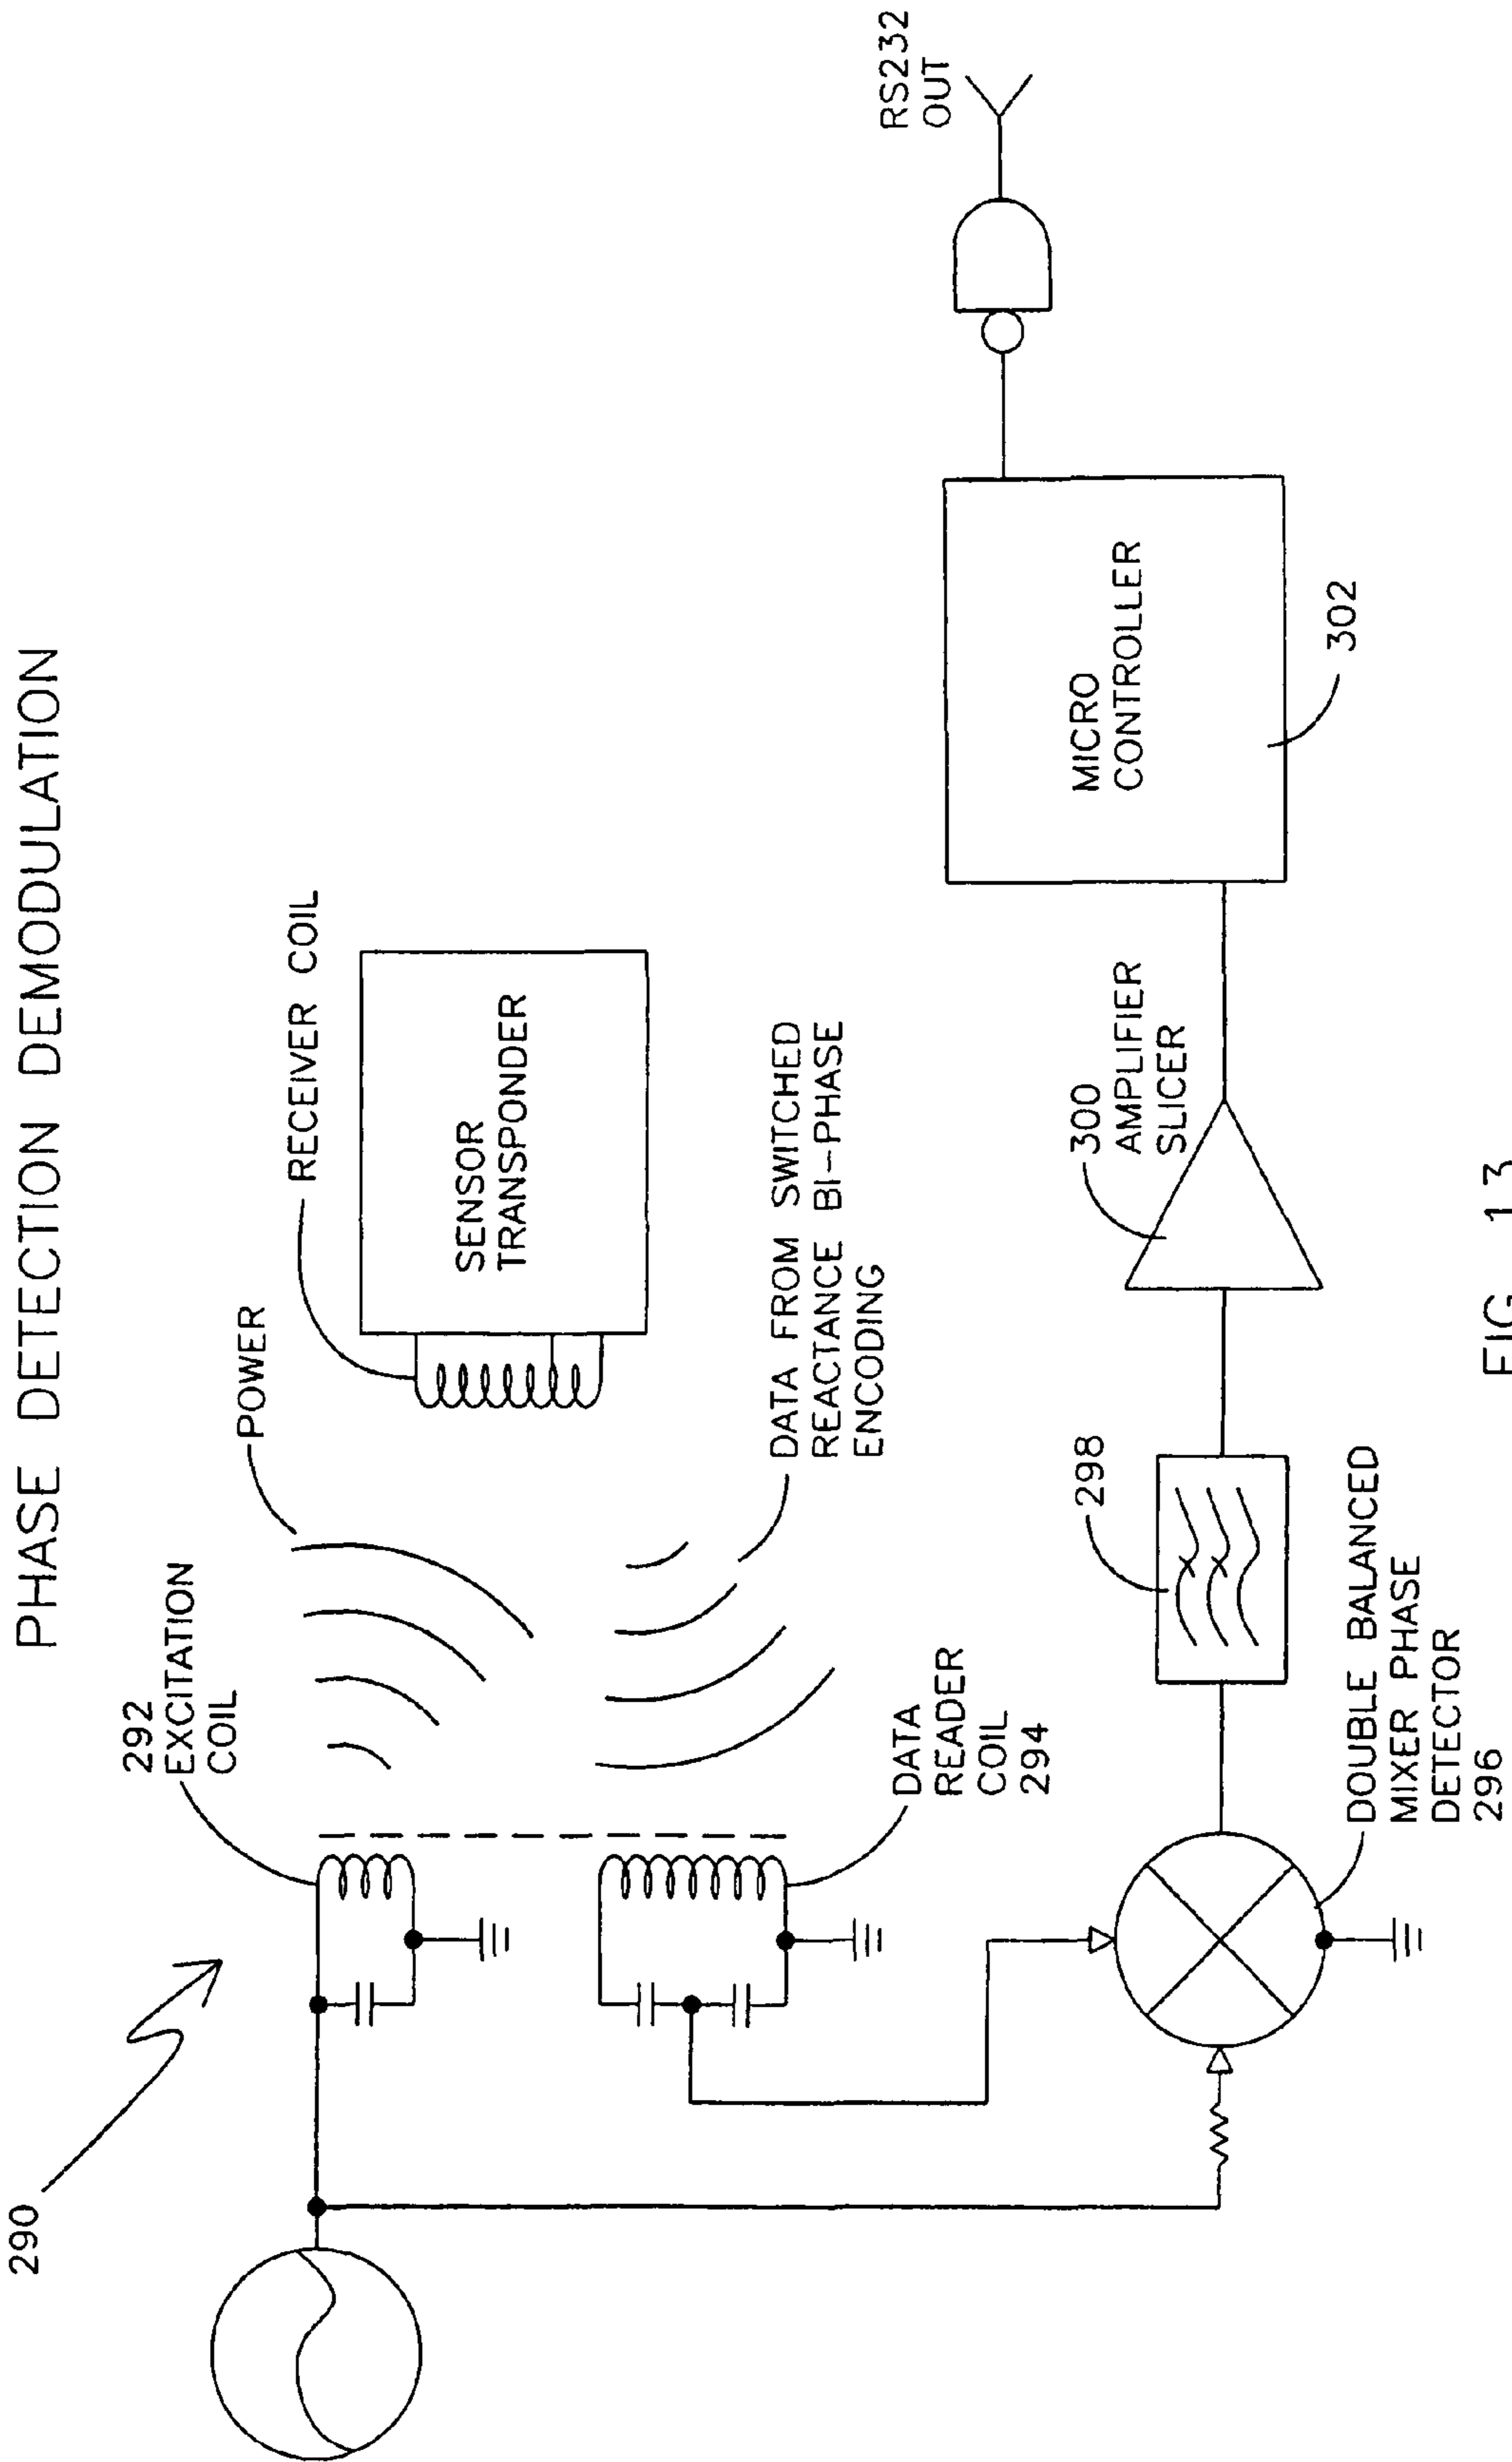 PHASE DETECTION DEMODULATION
290
292
EXCITATION
COIL
POWER
RECEIVER COIL
SENSOR
TRANSPONDER
DATA
READER
COIL
294
DATA FROM SWITCHED
REACTANCE BI-PHASE
ENCODING
RS232
OUT
298
300
AMPLIFIER
SLICER
MICRO
CONTROLLER
302
DOUBLE BALANCED
MIXER PHASE
DETECTOR
296
FIG. 13